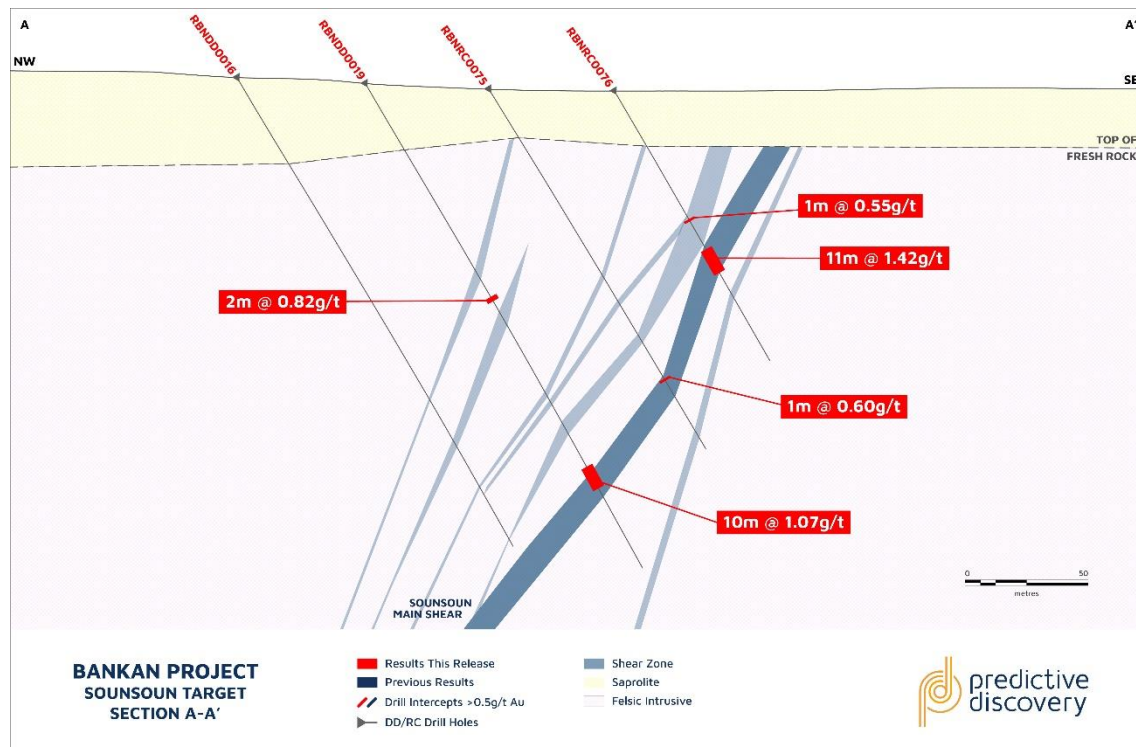 A
A'
NW
SE
RBNDD0016
RBNDD0019
RBNRC0075
RBNRC0076
TOP OF
FRESH ROCK
1m @ 0.55g/t
11m @ 1.42g/t
2m @ 0.82g/t
1m @ 0.60g/t
10m @ 1.07g/t
0 50
metres
SOUNSOUN
MAIN SHEAR
BANKAN PROJECT
SOUNSOUN TARGET
SECTION A-A'
Results This Release
Previous Results
Drill Intercepts >0.5g/t Au
DD/RC Drill Holes
Shear Zone
Saprolite
Felsic Intrusive
predictive
discovery